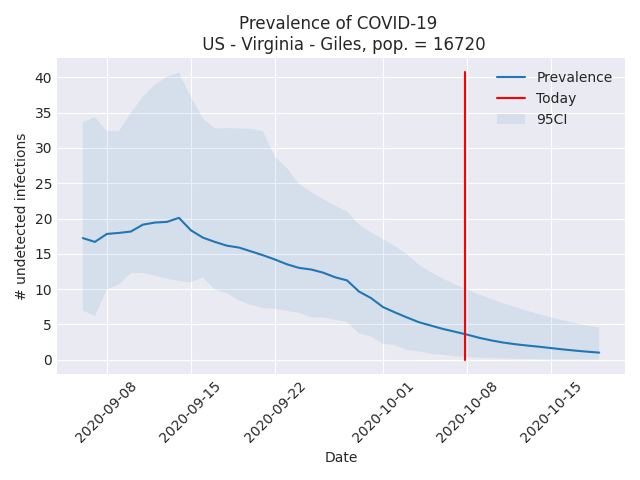 Prevalence of COVID-19
US - Virginia - Giles, pop. = 16720
Prevalence
Today
95CI
# undetected infections
40
35
30
25
20
15
10
5
0
2020-09-08
2020-09-15
2020-09-22
2020-10-01
2020-10-08
2020-10-15
Date